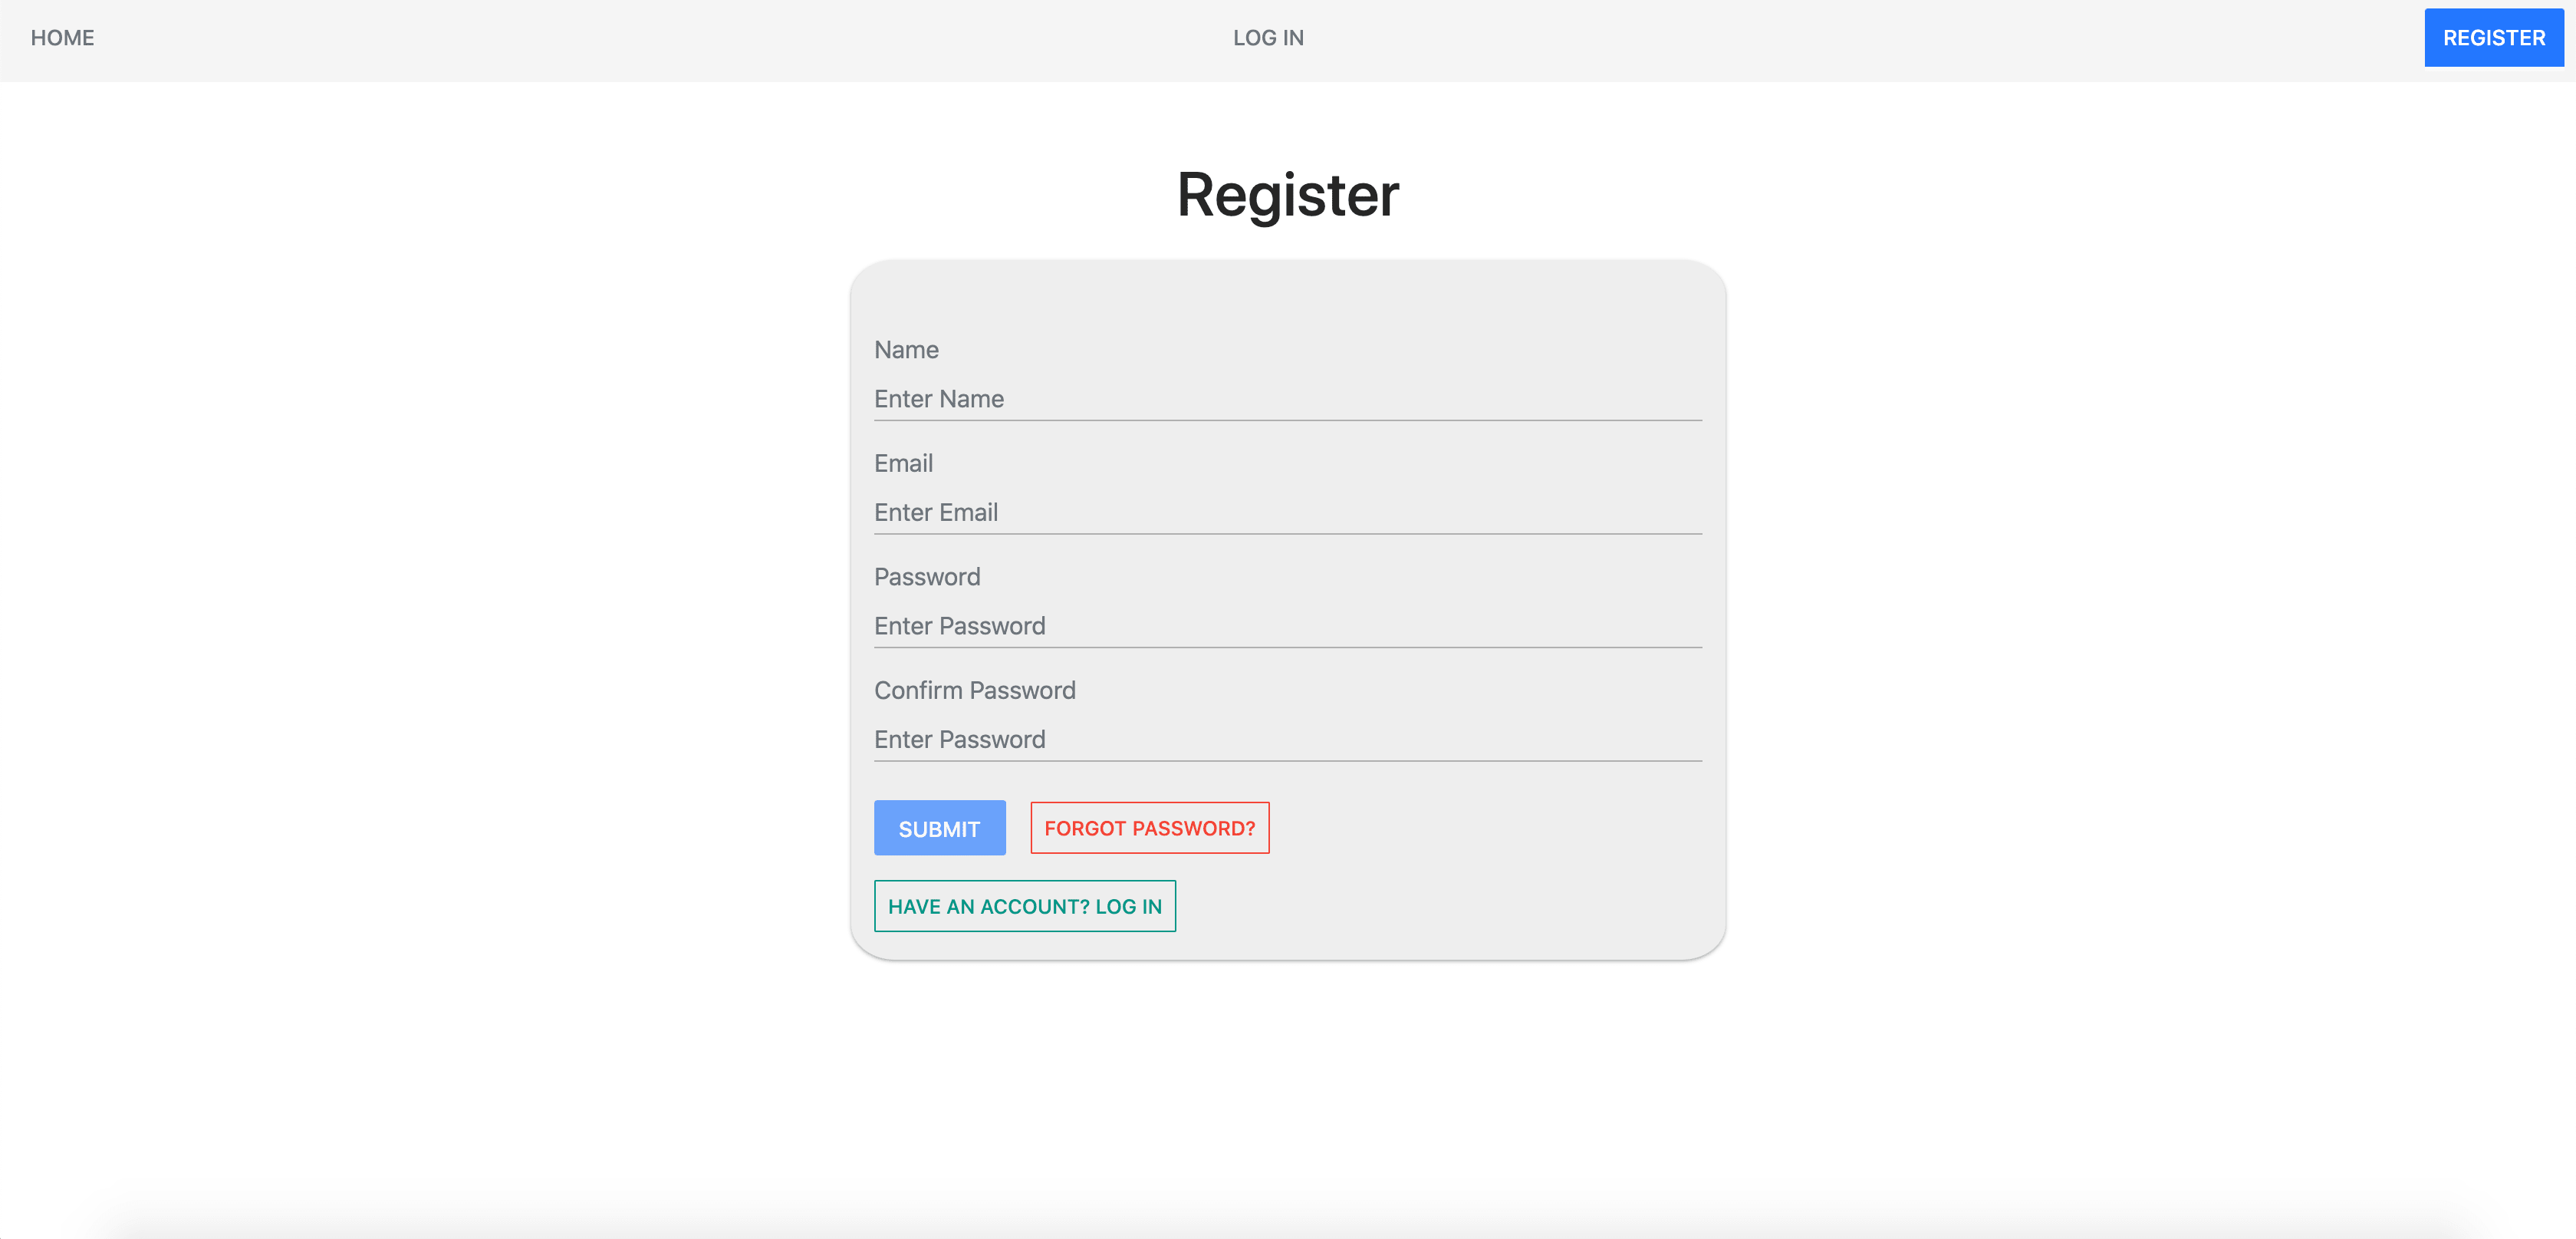 HOME LOG IN REGISTER
Register
Name
Enter Name
Email
Enter Email
Password
Enter Password
Confirm Password
Enter Password
SUBMIT FORGOT PASSWORD?
HAVE AN ACCOUNT? LOG IN